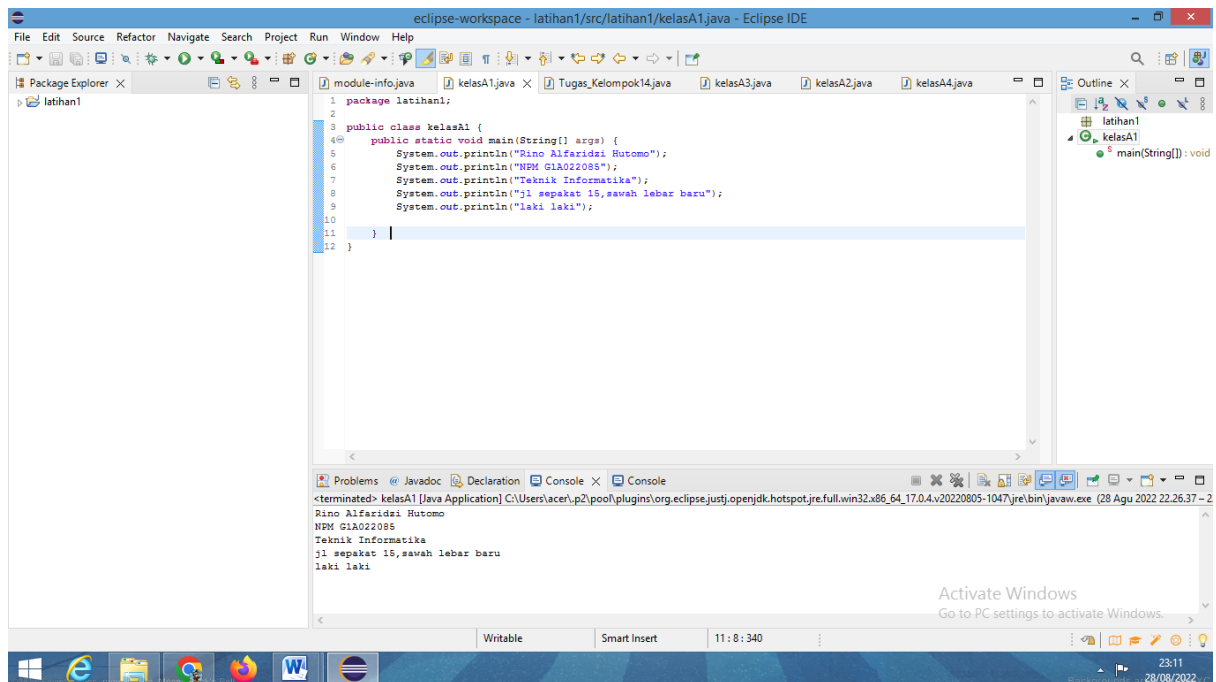 eclipse-workspace - latihan1/src/latihan1/kelasA1.java - Eclipse IDE
File Edit Source Refactor Navigate Search Project Run Window Help
Package Explorer
latihan1
module-info.java kelasA1.java Tugas_Kelompok14.java kelasA3.java kelasA2.java kelasA4.java
1 package latihan1;
2
3 public class kelasA1 {
4 public static void main(String[] args) {
5 System.out.println("Rino Alfaridzi Hutomo");
6 System.out.println("NPM G1A022085");
7 System.out.println("Teknik Informatika");
8 System.out.println("jl sepakat 15,sawah lebar baru");
9 System.out.println("laki laki");
10
11 }
12 }
Outline
latihan1
kelasA1
main(String[]) : void
Problems @ Javadoc Declaration Console Console
<terminated> kelasA1 [Java Application] C:\Users\acer\.p2\pool\plugins\org.eclipse.justj.openjdk.hotspot.jre.full.win32.x86_64_17.0.4.v20220805-1047\jre\bin\javaw.exe (28 Agu 2022 22.26.37 – 2
Rino Alfaridzi Hutomo
NPM G1A022085
Teknik Informatika
jl sepakat 15,sawah lebar baru
laki laki
Activate Windows
Go to PC settings to activate Windows.
Writable Smart Insert 11 : 8 : 340
23:11
28/08/2022